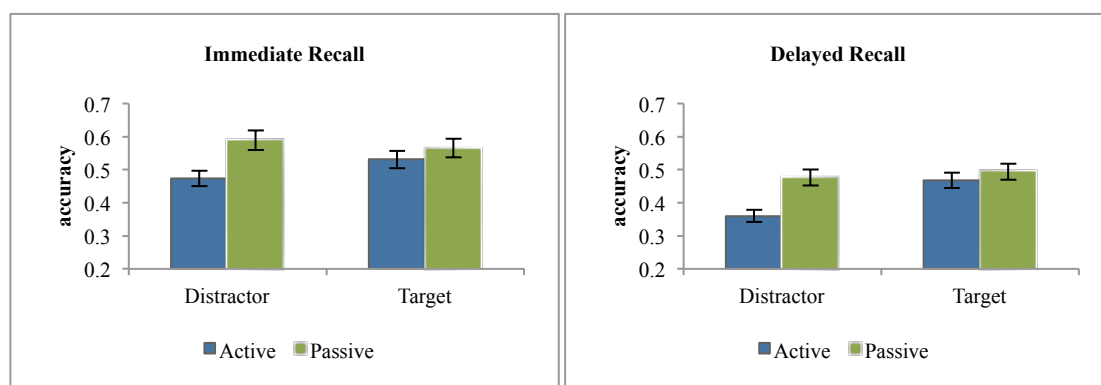 Immediate Recall
accuracy
0.7
0.6
0.5
0.4
0.3
0.2
Distractor Target
Active Passive
Delayed Recall
accuracy
0.7
0.6
0.5
0.4
0.3
0.2
Distractor Target
Active Passive